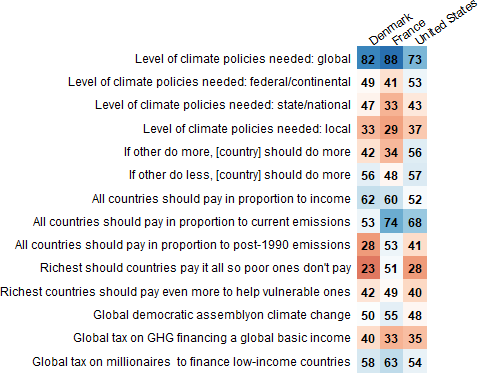 Denmark
France
United States
Level of climate policies needed: global 82 88 73
Level of climate policies needed: federal/continental 49 41 53
Level of climate policies needed: state/national 47 33 43
Level of climate policies needed: local 33 29 37
If other do more, [country] should do more 42 34 56
If other do less, [country] should do more 56 48 57
All countries should pay in proportion to income 62 60 52
All countries should pay in proportion to current emissions 53 74 68
All countries should pay in proportion to post-1990 emissions 28 53 41
Richest should countries pay it all so poor ones don't pay 23 51 28
Richest countries should pay even more to help vulnerable ones 42 49 40
Global democratic assemblyon climate change 50 55 48
Global tax on GHG financing a global basic income 40 33 35
Global tax on millionaires to finance low-income countries 58 63 54